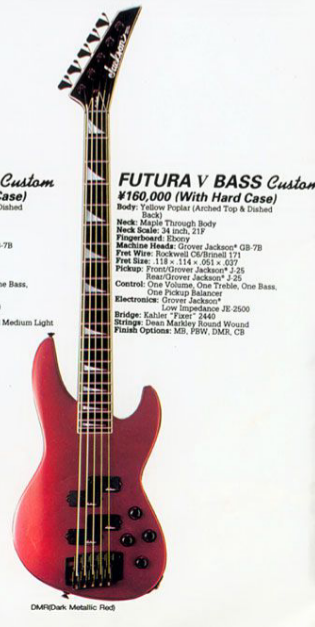 Jackson
Custom
FUTURA V BASS Custom
Case)
¥160,000 (With Hard Case)
Dished
Body: Yellow Poplar (Arched Top & Dished
Back)
Neck: Maple Through Body
Neck Scale: 34 inch, 21F
Fingerboard: Ebony
-7B
Machine Heads: Grover Jackson* GB-7B
Fret Wire: Rockwell C6/Brinell 171
Fret Size: .118 × .114 × .051 × .037
Pickup: Front/Grover Jackson* J-25
Rear/Grover Jackson* J-25
ne Bass,
Control: One Volume, One Treble, One Bass,
One Pickup Balancer
Electronics: Grover Jackson*
Low Impedance JE-2500
Bridge: Kahler "Fixer" 2440
Medium Light
Strings: Dean Markley Round Wound
Finish Options: MB, PBW, DMR, CB
DMR(Dark Metallic Red)